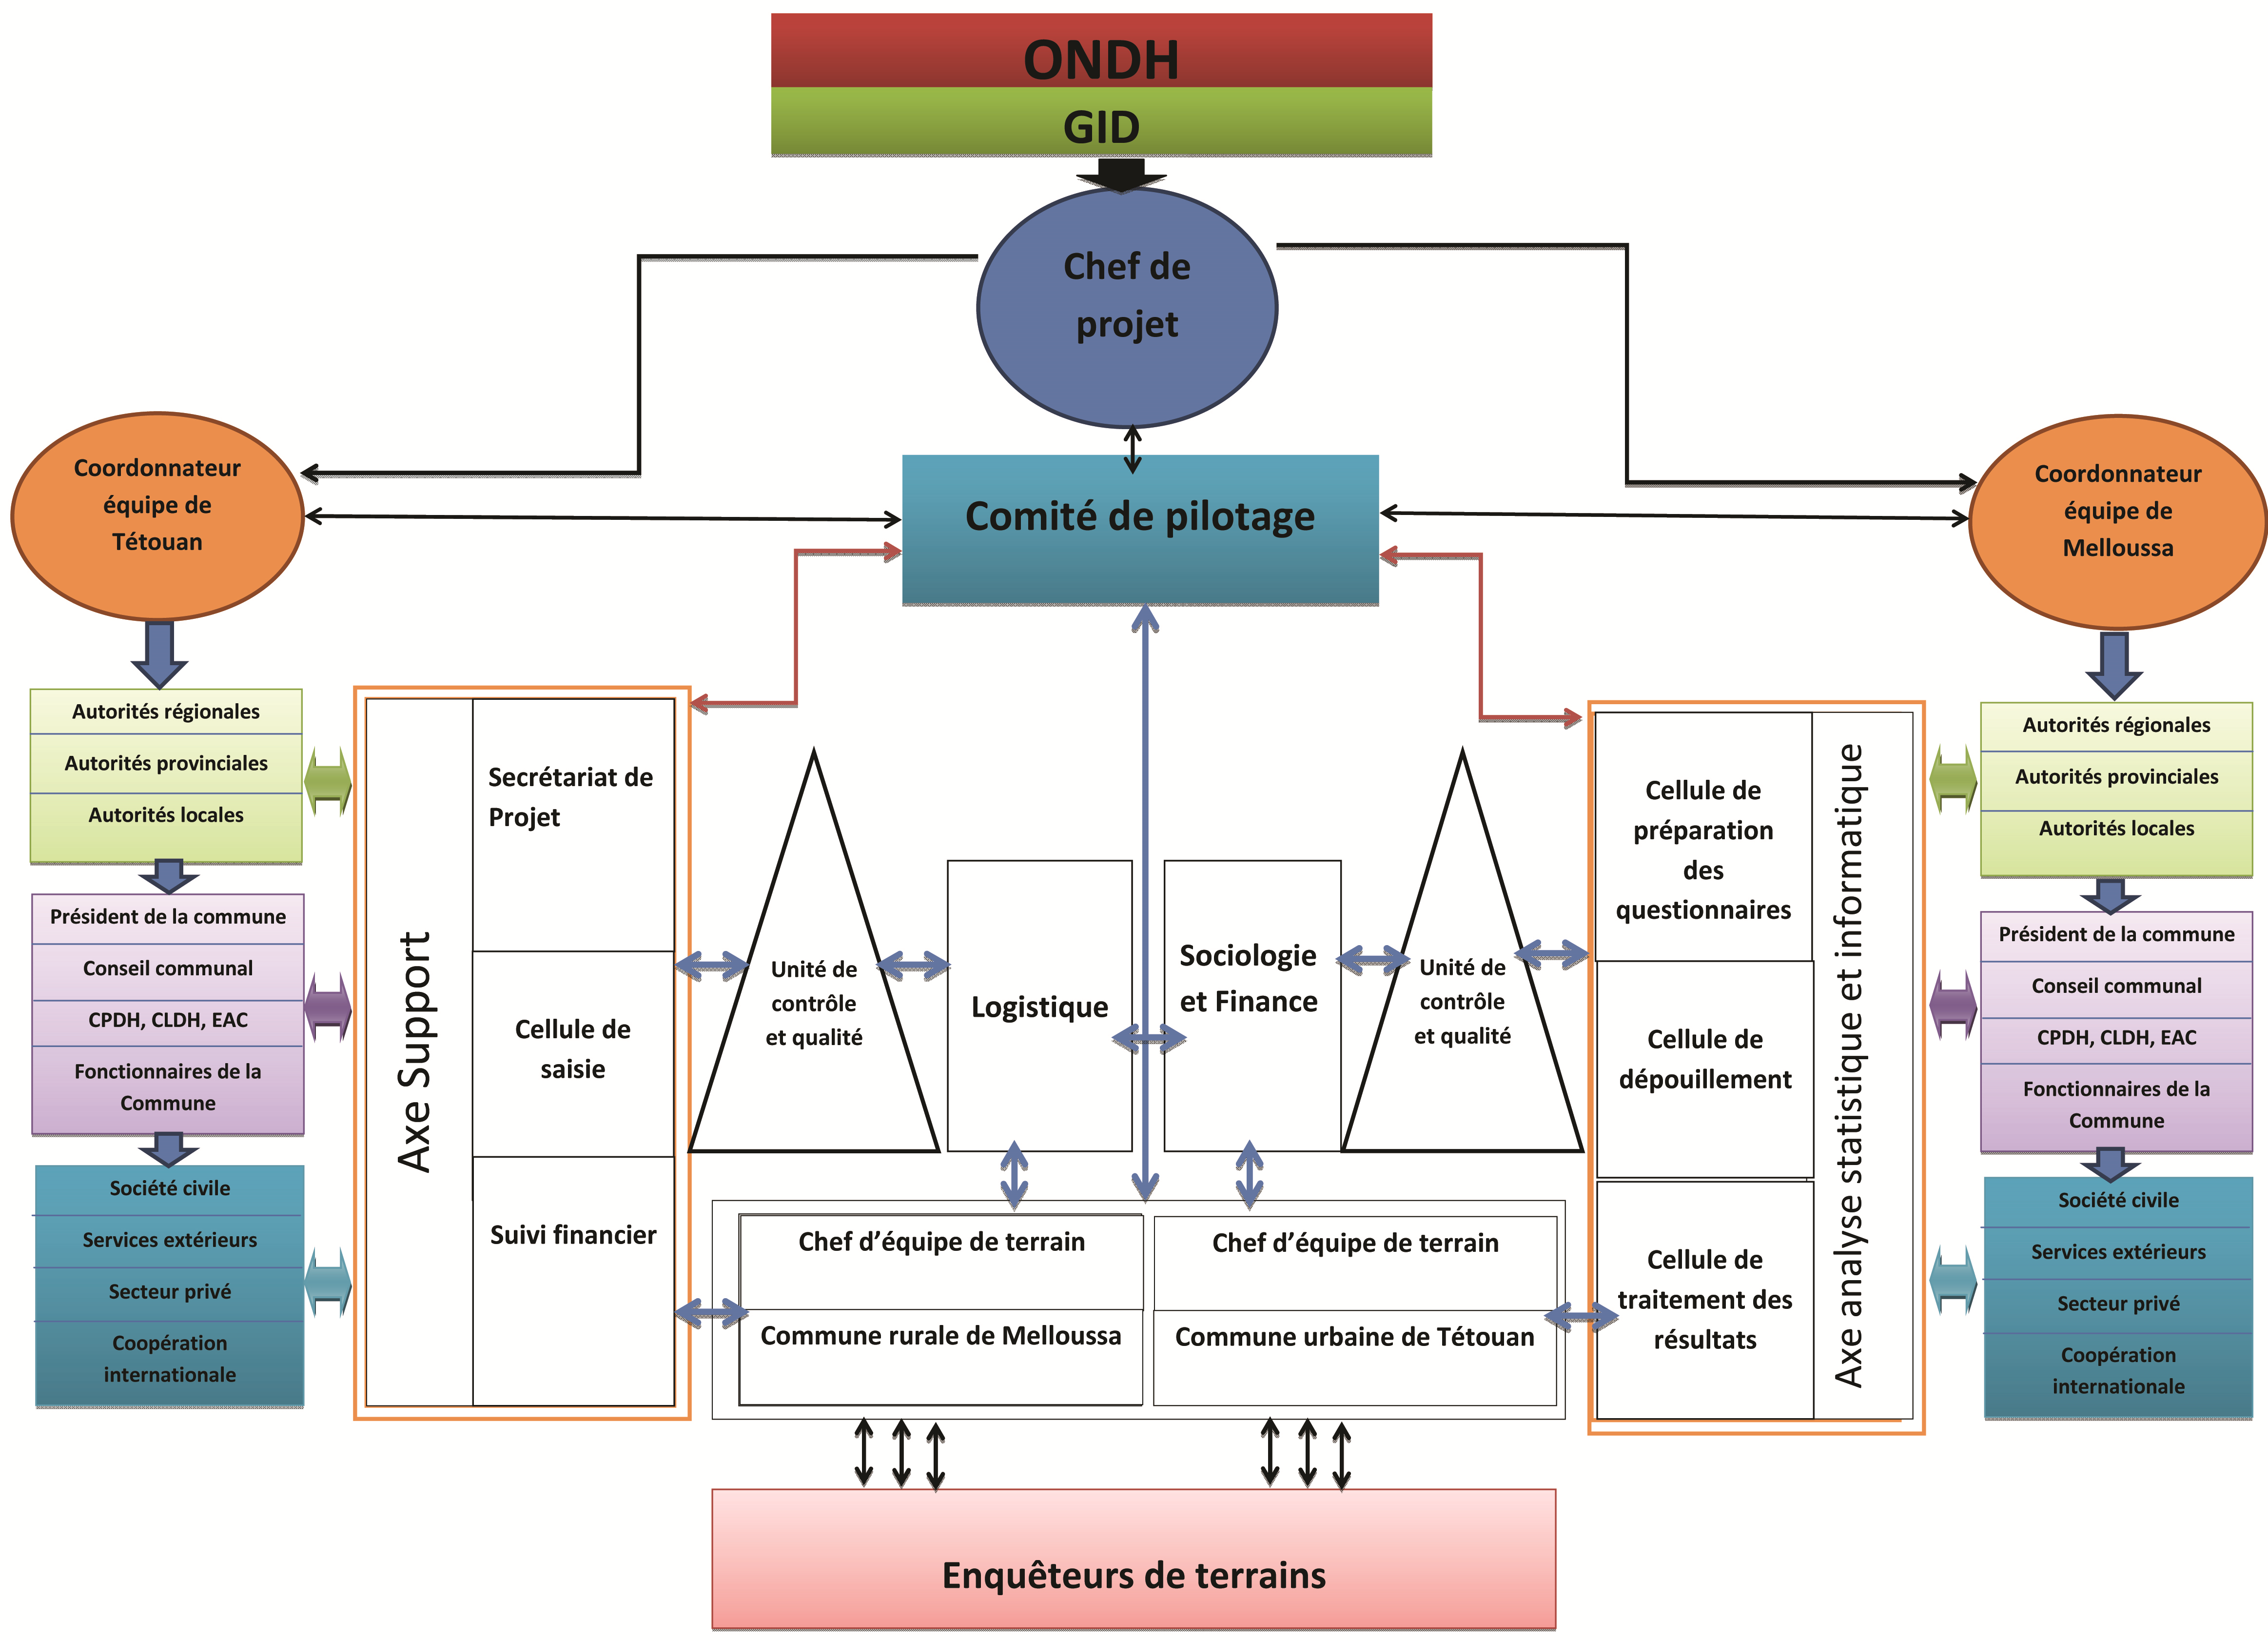 ONDH
GID
Chef de
projet
Coordonnateur
équipe de
Tétouan
Comité de pilotage
Coordonnateur
équipe de
Melloussa
Autorités régionales
Autorités provinciales
Autorités locales
Président de la commune
Conseil communal
CPDH, CLDH, EAC
Fonctionnaires de la
Commune
Société civile
Services extérieurs
Secteur privé
Coopération
internationale
Axe Support
Secrétariat de
Projet
Cellule de
saisie
Suivi financier
Unité de
contrôle
et qualité
Logistique
Sociologie
et Finance
Unité de
contrôle
et qualité
Chef d’équipe de terrain
Commune rurale de Melloussa
Chef d’équipe de terrain
Commune urbaine de Tétouan
Cellule de
préparation
des
questionnaires
Cellule de
dépouillement
Cellule de
traitement des
résultats
Axe analyse statistique et informatique
Autorités régionales
Autorités provinciales
Autorités locales
Président de la commune
Conseil communal
CPDH, CLDH, EAC
Fonctionnaires de la
Commune
Société civile
Services extérieurs
Secteur privé
Coopération
internationale
Enquêteurs de terrains